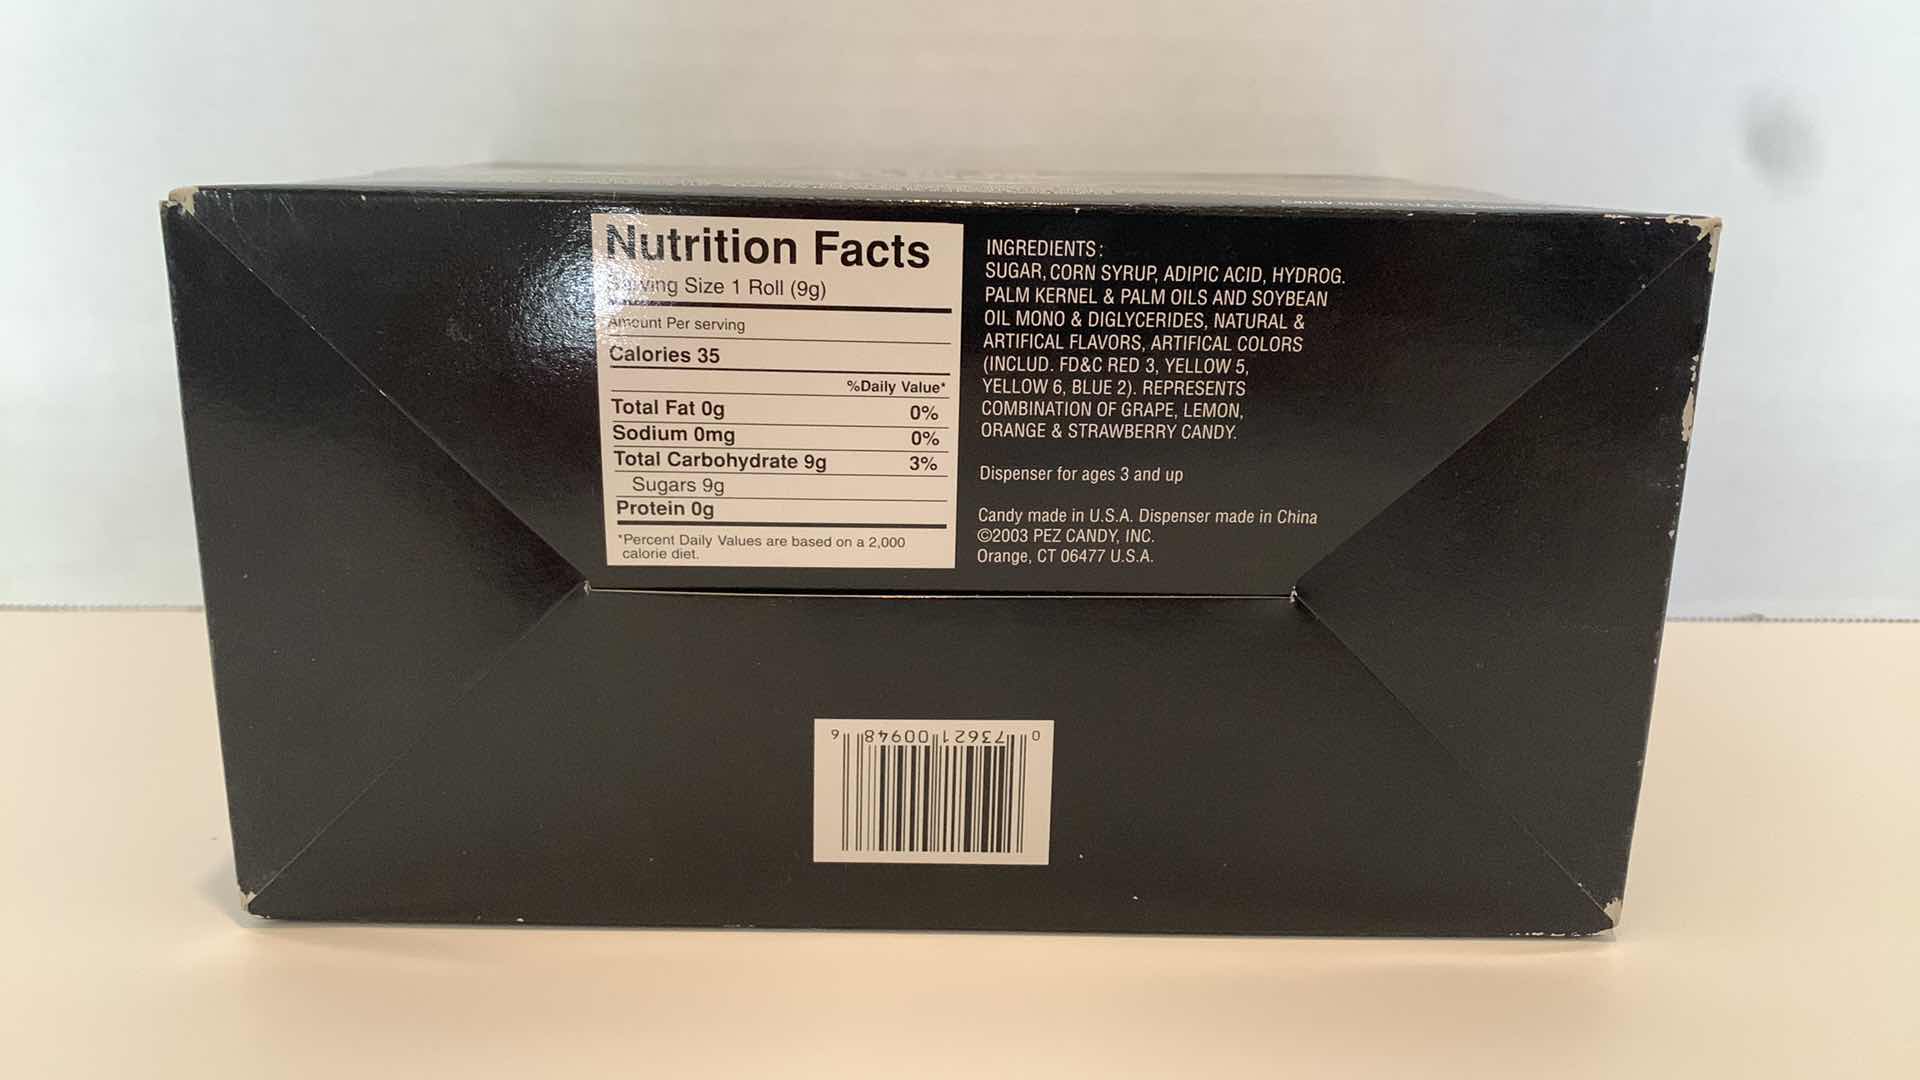 Nutrition Facts
Serving Size 1 Roll (9g)
Amount Per serving
Calories 35
%Daily Value*
Total Fat 0g 0%
Sodium 0mg 0%
Total Carbohydrate 9g 3%
Sugars 9g
Protein 0g
*Percent Daily Values are based on a 2,000
calorie diet.
INGREDIENTS:
SUGAR, CORN SYRUP, ADIPIC ACID, HYDROG.
PALM KERNEL & PALM OILS AND SOYBEAN
OIL MONO & DIGLYCERIDES, NATURAL &
ARTIFICAL FLAVORS, ARTIFICAL COLORS
(INCLUD. FD&C RED 3, YELLOW 5,
YELLOW 6, BLUE 2). REPRESENTS
COMBINATION OF GRAPE, LEMON,
ORANGE & STRAWBERRY CANDY.
Dispenser for ages 3 and up
Candy made in U.S.A. Dispenser made in China
©2003 PEZ CANDY, INC.
Orange, CT 06477 U.S.A.
0 73621 00948 6